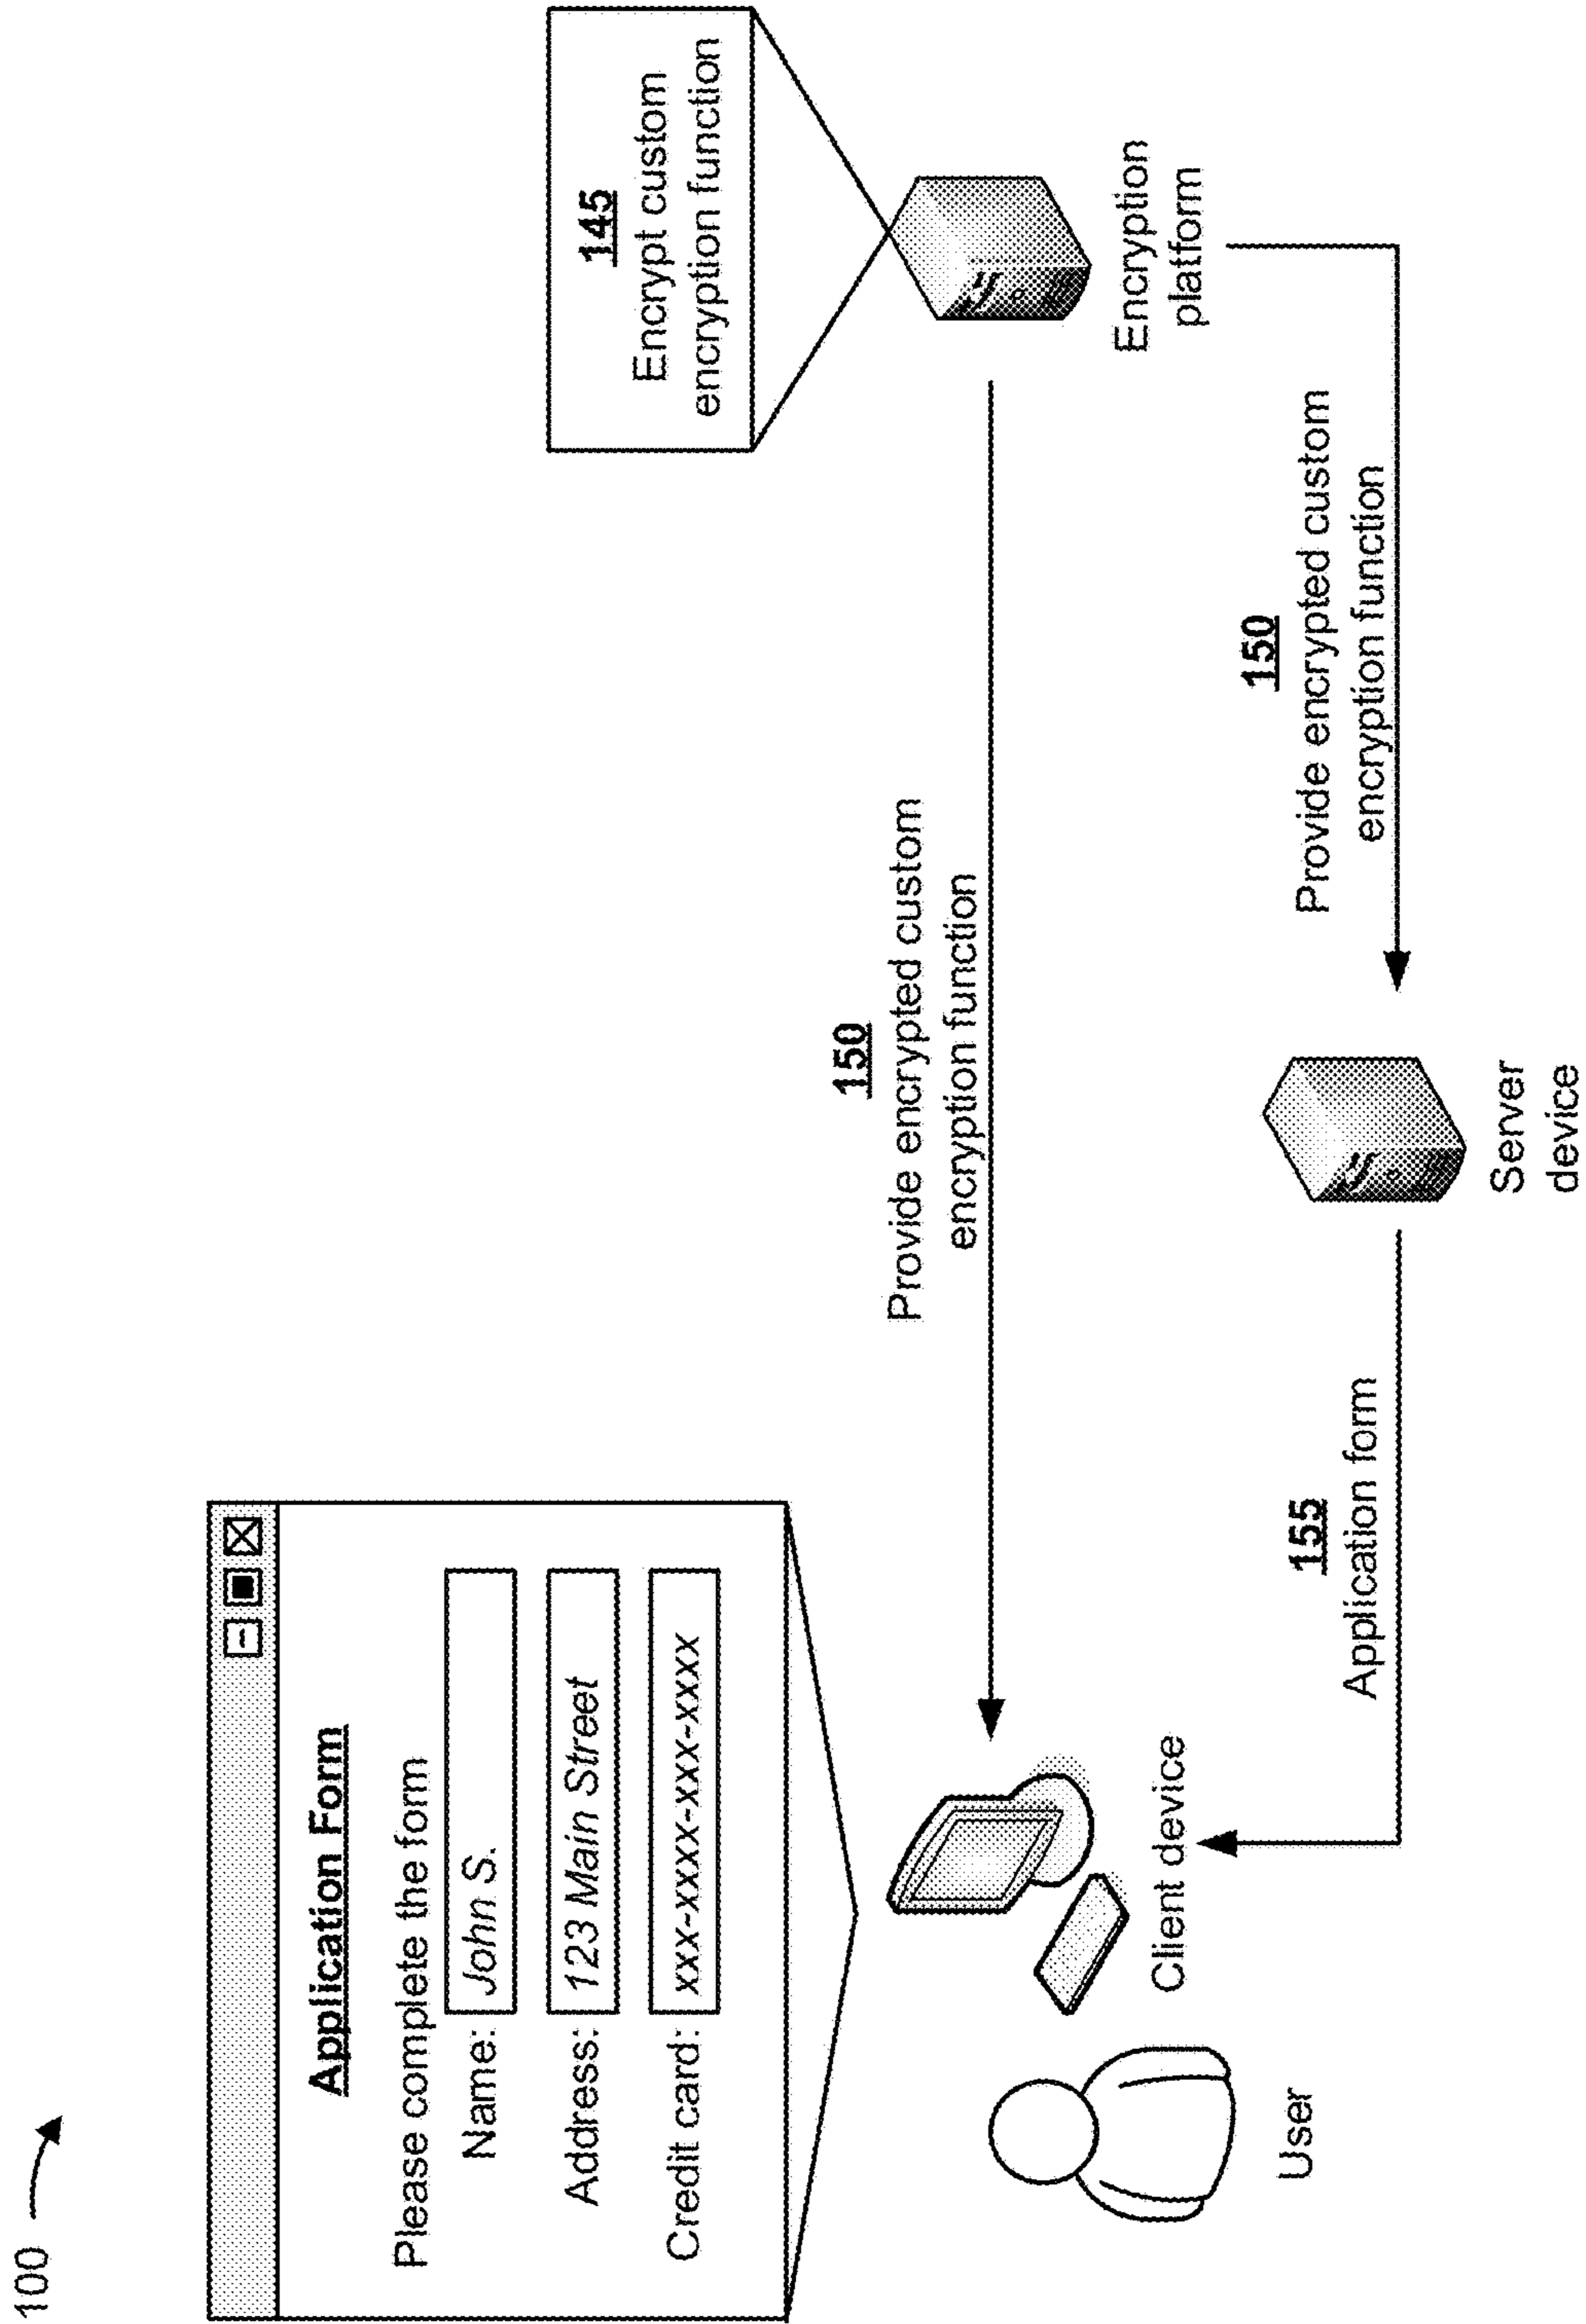 100
Application Form
Please complete the form
Name: John S.
Address: 123 Main Street
Credit card: xxx-xxxx-xxx-xxx
User
Client device
150
Provide encrypted custom
encryption function
145
Encrypt custom
encryption function
Encryption
platform
155
Application form
Server
device
150
Provide encrypted custom
encryption function